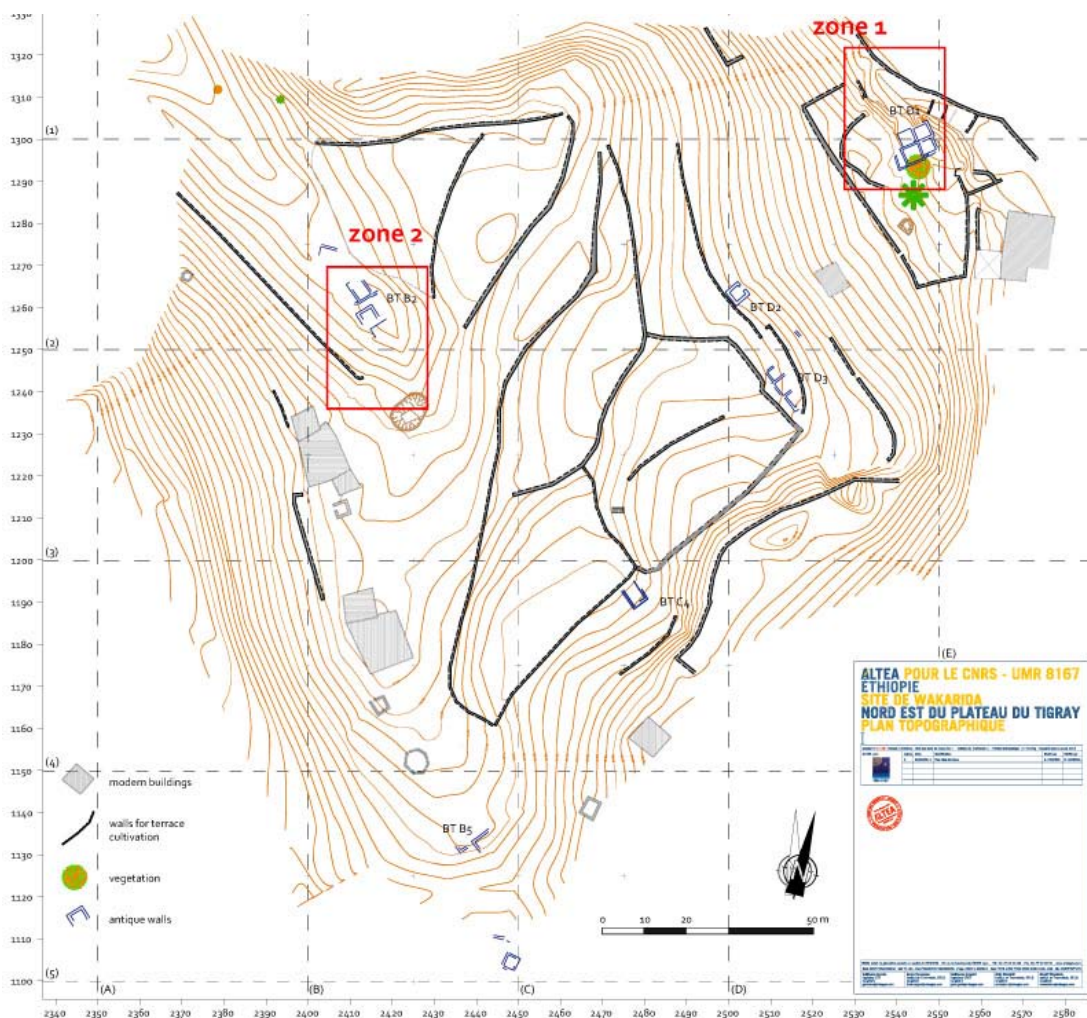 zone 1
BT D1
zone 2
BT B2
BT D2
BT D3
BT C4
BT B5
1330
1320
1310
1300
1290
1280
1270
1260
1250
1240
1230
1220
1210
1200
1190
1180
1170
1160
1150
1140
1130
1120
1110
1100
1090
(1)
(2)
(3)
(4)
(5)
(A)
(B)
(C)
(D)
(E)
2340 2350 2360 2370 2380 2390 2400 2410 2420 2430 2440 2450 2460 2470 2480 2490 2500 2510 2520 2530 2540 2550 2560 2570 2580
modern buildings
walls for terrace
cultivation
vegetation
antique walls
0 10 20 50 m
ALTEA POUR LE CNRS - UMR 8167
ETHIOPIE
SITE DE WAKARIDA
NORD EST DU PLATEAU DU TIGRAY
PLAN TOPOGRAPHIQUE
ALTEA